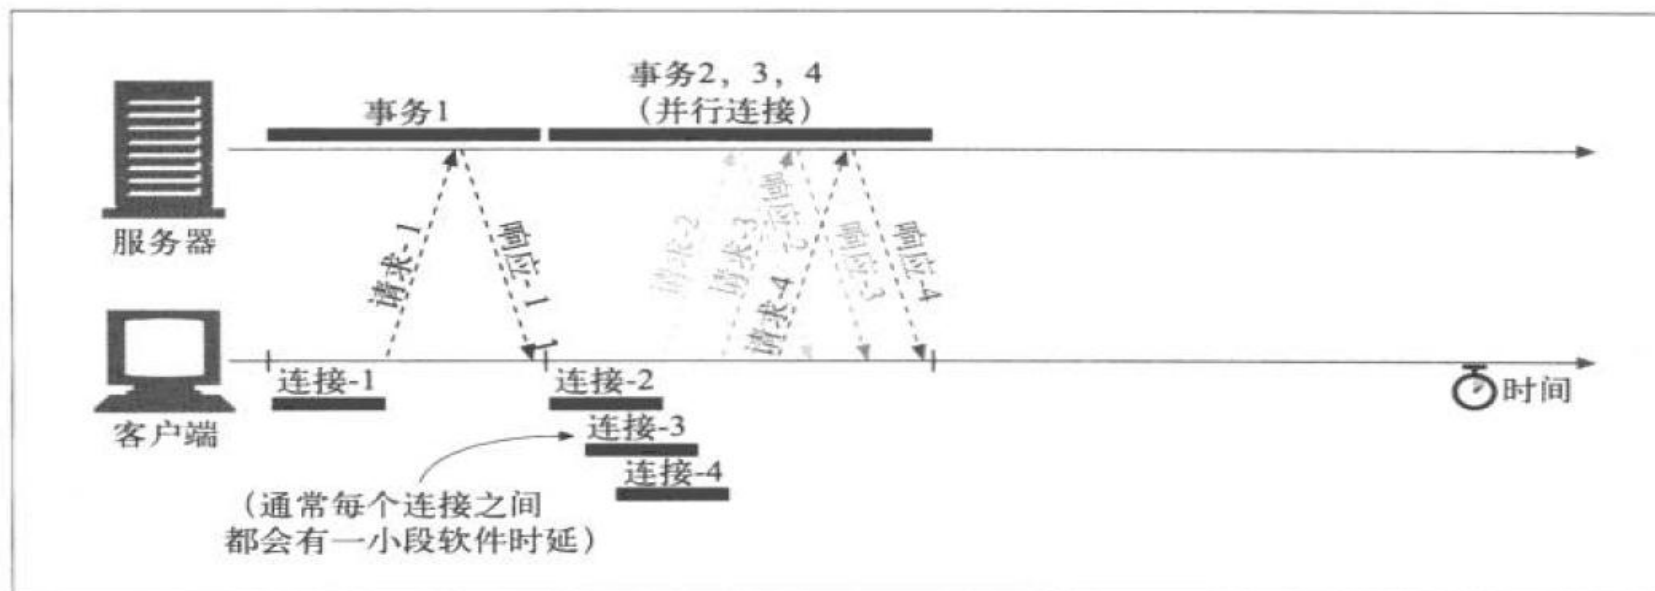 事务2，3，4
事务1
（并行连接）
服务器
请求-1
响应-1
请求-2
请求-3
响应-2
请求-4
响应-3
响应-4
1
连接-1
连接-2
时间
客户端
连接-3
连接-4
（通常每个连接之间
都会有一小段软件时延）